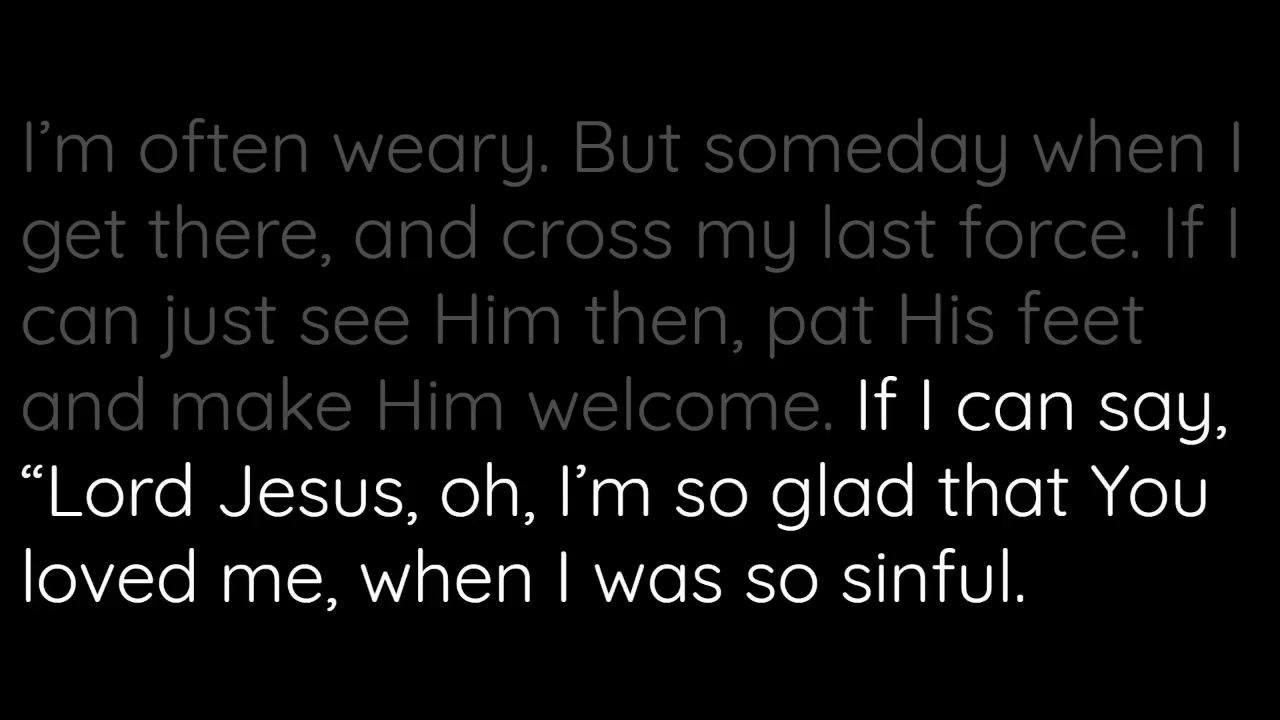 I’m often weary. But someday when I
get there, and cross my last force. If I
can just see Him then, pat His feet
and make Him welcome. If I can say,
“Lord Jesus, oh, I’m so glad that You
loved me, when I was so sinful.